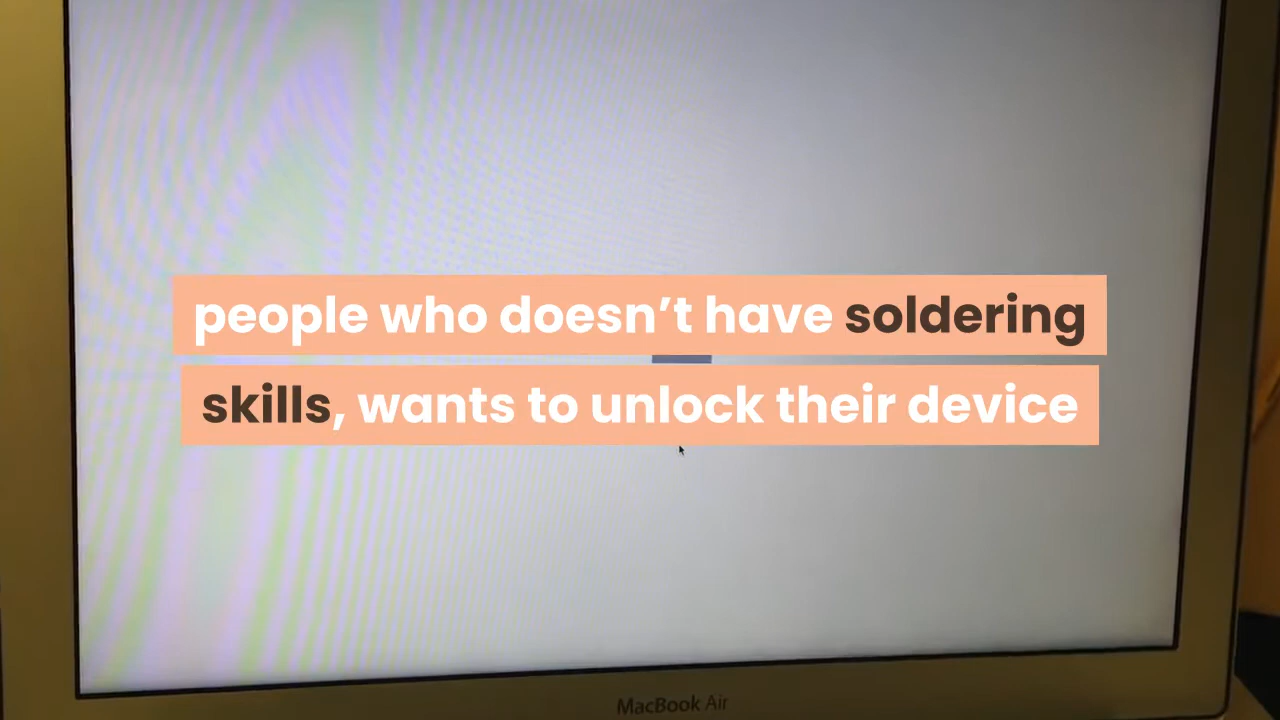 people who doesn’t have soldering
skills, wants to unlock their device
MacBook Air